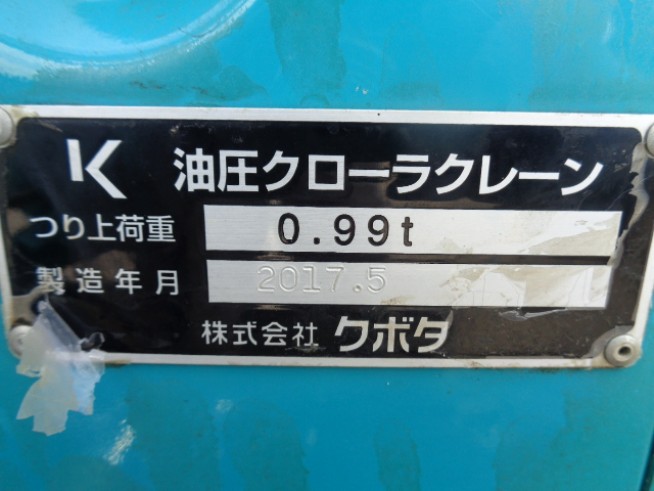 K 油圧クローラクレーン
つり上荷重 0.99t
製造年月 2017.5
株式会社 クボタ